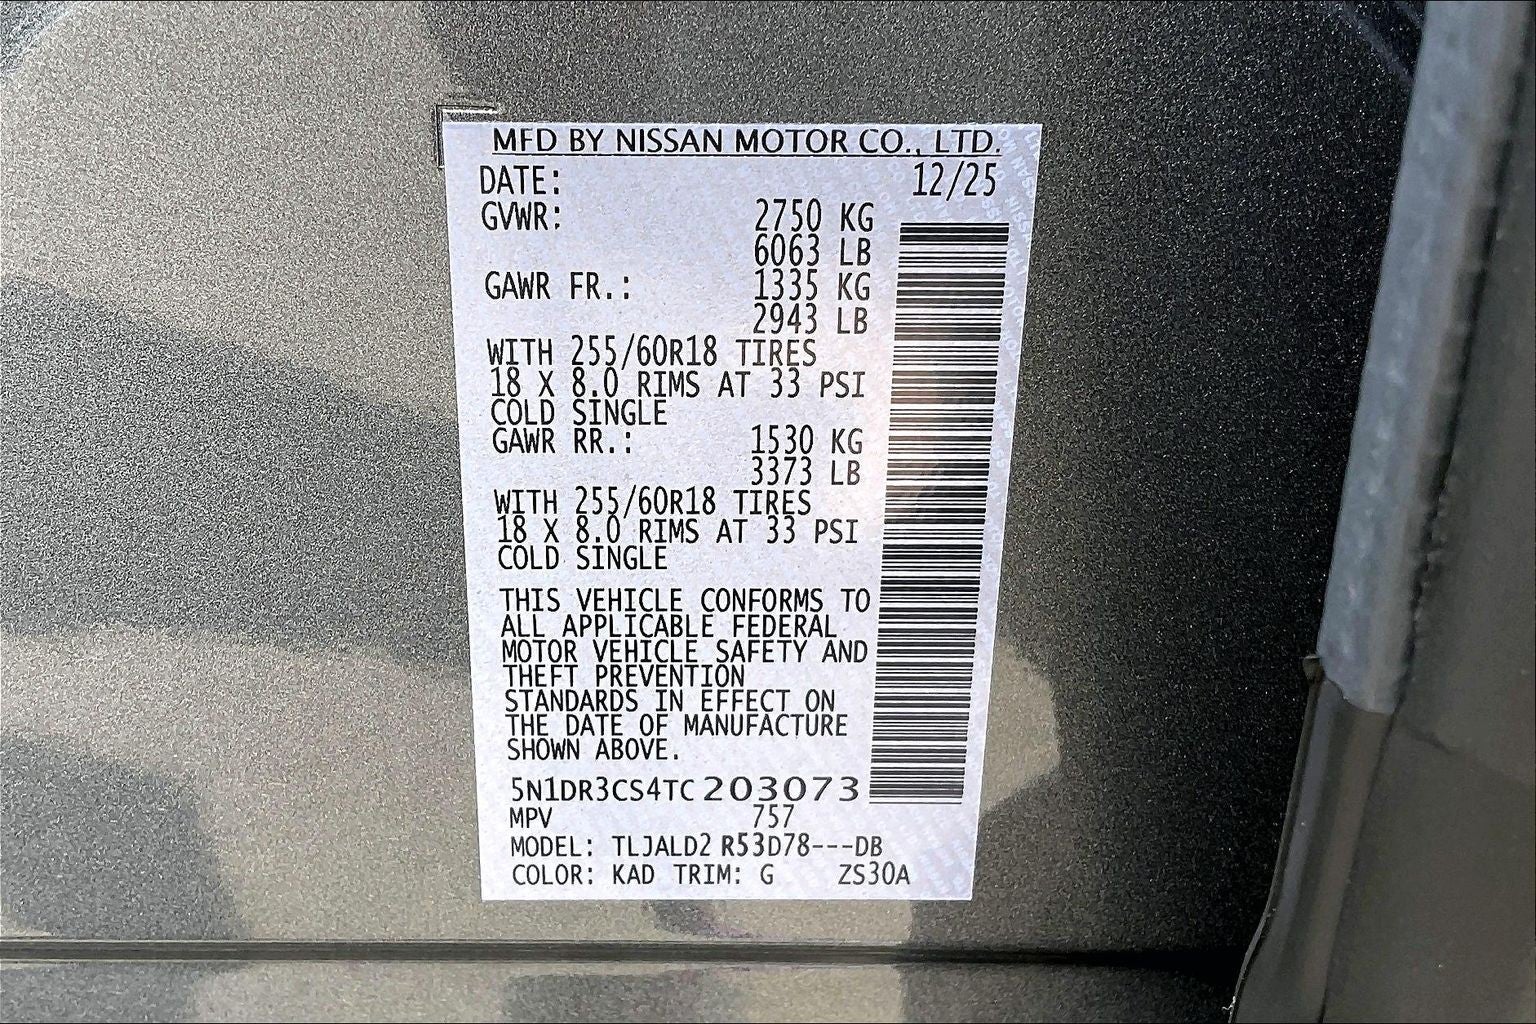 MFD BY NISSAN MOTOR CO., LTD.
DATE: 12/25
GVWR: 2750 KG
6063 LB
GAWR FR.: 1335 KG
2943 LB
WITH 255/60R18 TIRES
18 X 8.0 RIMS AT 33 PSI
COLD SINGLE
GAWR RR.: 1530 KG
3373 LB
WITH 255/60R18 TIRES
18 X 8.0 RIMS AT 33 PSI
COLD SINGLE
THIS VEHICLE CONFORMS TO
ALL APPLICABLE FEDERAL
MOTOR VEHICLE SAFETY AND
THEFT PREVENTION
STANDARDS IN EFFECT ON
THE DATE OF MANUFACTURE
SHOWN ABOVE.
5N1DR3CS4TC203073
MPV 757
MODEL: TLJALD2 R53D78---DB
COLOR: KAD TRIM: G ZS30A